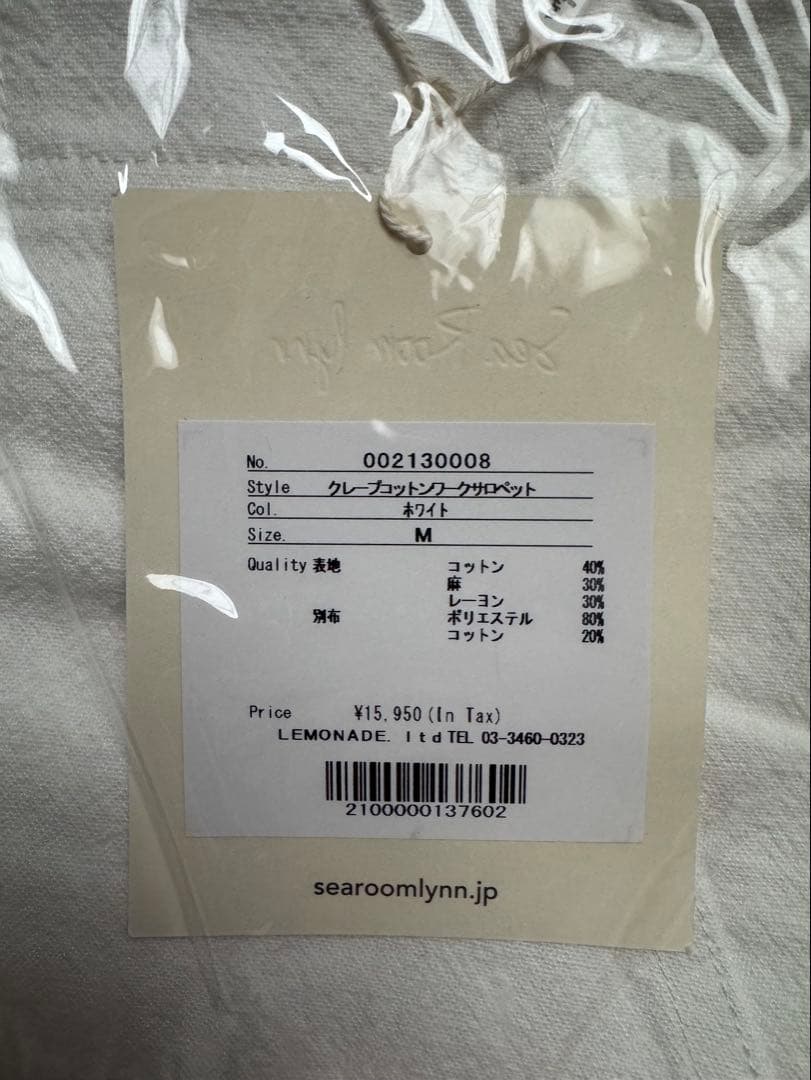 Sea Room lynn
No. 002130008
Style クレープコットンワークサロペット
Col. ホワイト
Size. M
Quality 表地 コットン 40%
麻 30%
レーヨン 30%
別布 ポリエステル 80%
コットン 20%
Price ¥15,950(In Tax)
LEMONADE. ltd TEL 03-3460-0323
2100000137602
searoomlynn.jp